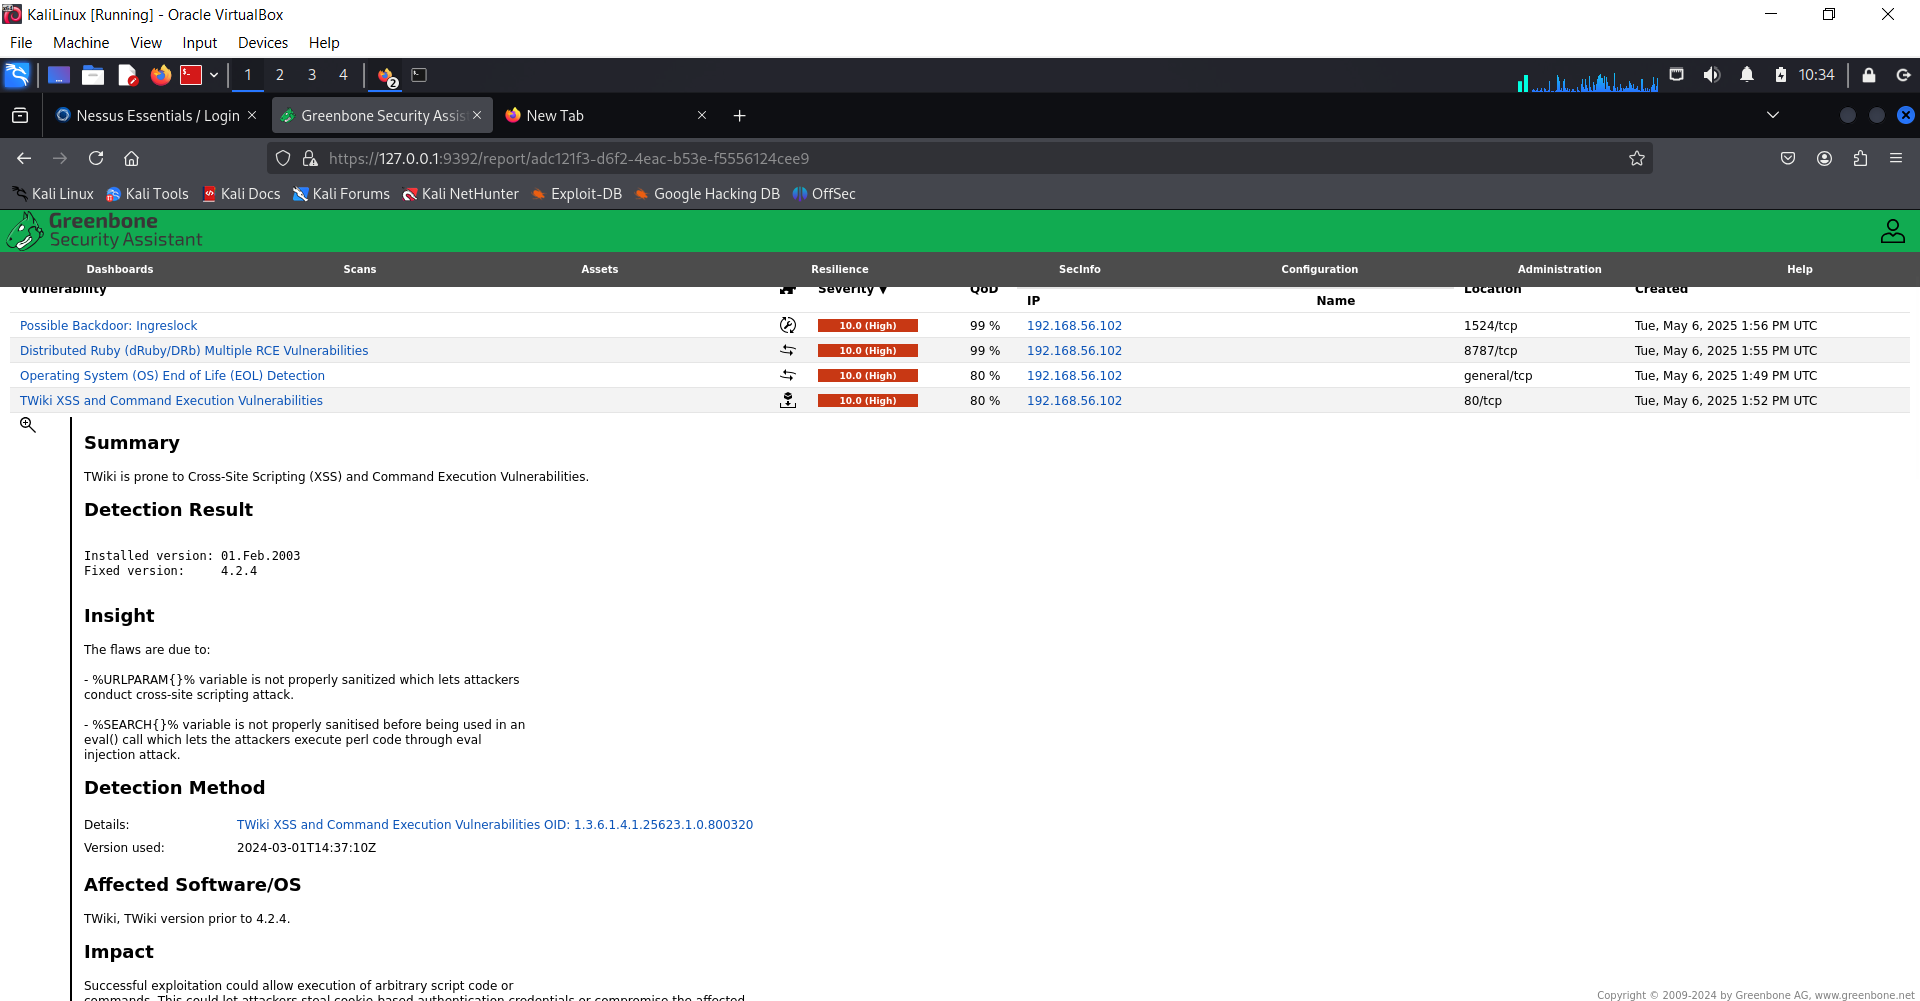 KaliLinux [Running] - Oracle VirtualBox
File Machine View Input Devices Help
1 2 3 4 2 10:34
Nessus Essentials / Login Greenbone Security Assis New Tab
https://127.0.0.1:9392/report/adc121f3-d6f2-4eac-b53e-f5556124cee9
Kali Linux Kali Tools Kali Docs Kali Forums Kali NetHunter Exploit-DB Google Hacking DB OffSec
Greenbone
Security Assistant
Dashboards Scans Assets Resilience SecInfo Configuration Administration Help
Vulnerability Severity ▼ QoD Location Created
IP Name
Possible Backdoor: Ingreslock 10.0 (High) 99 % 192.168.56.102 1524/tcp Tue, May 6, 2025 1:56 PM UTC
Distributed Ruby (dRuby/DRb) Multiple RCE Vulnerabilities 10.0 (High) 99 % 192.168.56.102 8787/tcp Tue, May 6, 2025 1:55 PM UTC
Operating System (OS) End of Life (EOL) Detection 10.0 (High) 80 % 192.168.56.102 general/tcp Tue, May 6, 2025 1:49 PM UTC
TWiki XSS and Command Execution Vulnerabilities 10.0 (High) 80 % 192.168.56.102 80/tcp Tue, May 6, 2025 1:52 PM UTC
Summary
TWiki is prone to Cross-Site Scripting (XSS) and Command Execution Vulnerabilities.
Detection Result
Installed version: 01.Feb.2003
Fixed version: 4.2.4
Insight
The flaws are due to:
- %URLPARAM{}% variable is not properly sanitized which lets attackers
conduct cross-site scripting attack.
- %SEARCH{}% variable is not properly sanitised before being used in an
eval() call which lets the attackers execute perl code through eval
injection attack.
Detection Method
Details: TWiki XSS and Command Execution Vulnerabilities OID: 1.3.6.1.4.1.25623.1.0.800320
Version used: 2024-03-01T14:37:10Z
Affected Software/OS
TWiki, TWiki version prior to 4.2.4.
Impact
Successful exploitation could allow execution of arbitrary script code or
commands. This could let attackers steal cookie-based authentication credentials or compromise the affected
Copyright © 2009-2024 by Greenbone AG, www.greenbone.net